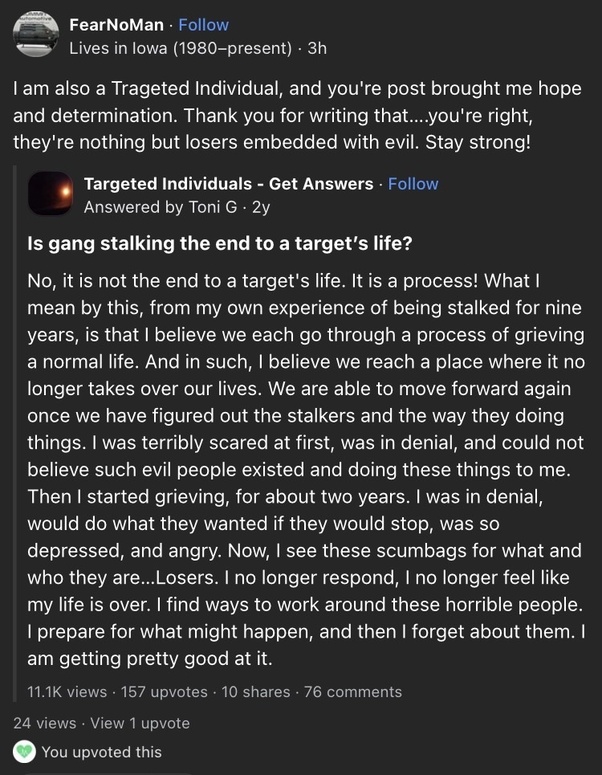 FearNoMan · Follow
Lives in Iowa (1980–present) · 3h
I am also a Trageted Individual, and you're post brought me hope
and determination. Thank you for writing that....you're right,
they're nothing but losers embedded with evil. Stay strong!
Targeted Individuals - Get Answers · Follow
Answered by Toni G · 2y
Is gang stalking the end to a target’s life?
No, it is not the end to a target's life. It is a process! What I
mean by this, from my own experience of being stalked for nine
years, is that I believe we each go through a process of grieving
a normal life. And in such, I believe we reach a place where it no
longer takes over our lives. We are able to move forward again
once we have figured out the stalkers and the way they doing
things. I was terribly scared at first, was in denial, and could not
believe such evil people existed and doing these things to me.
Then I started grieving, for about two years. I was in denial,
would do what they wanted if they would stop, was so
depressed, and angry. Now, I see these scumbags for what and
who they are...Losers. I no longer respond, I no longer feel like
my life is over. I find ways to work around these horrible people.
I prepare for what might happen, and then I forget about them. I
am getting pretty good at it.
11.1K views · 157 upvotes · 10 shares · 76 comments
24 views · View 1 upvote
You upvoted this